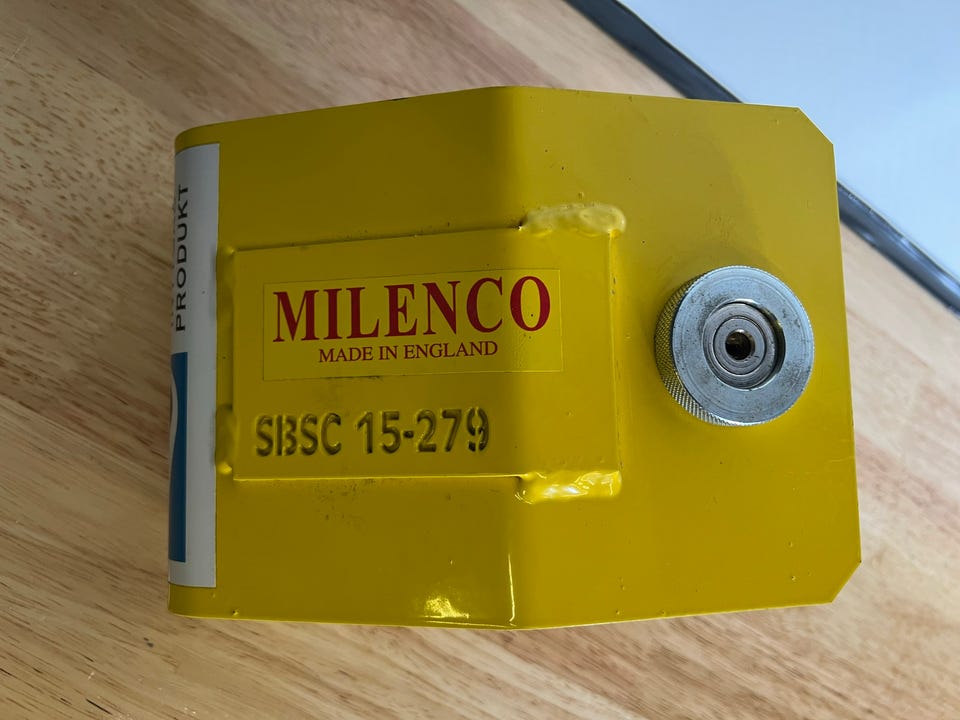 MILENCO
MADE IN ENGLAND
SBSC 15-279
PRODUKT